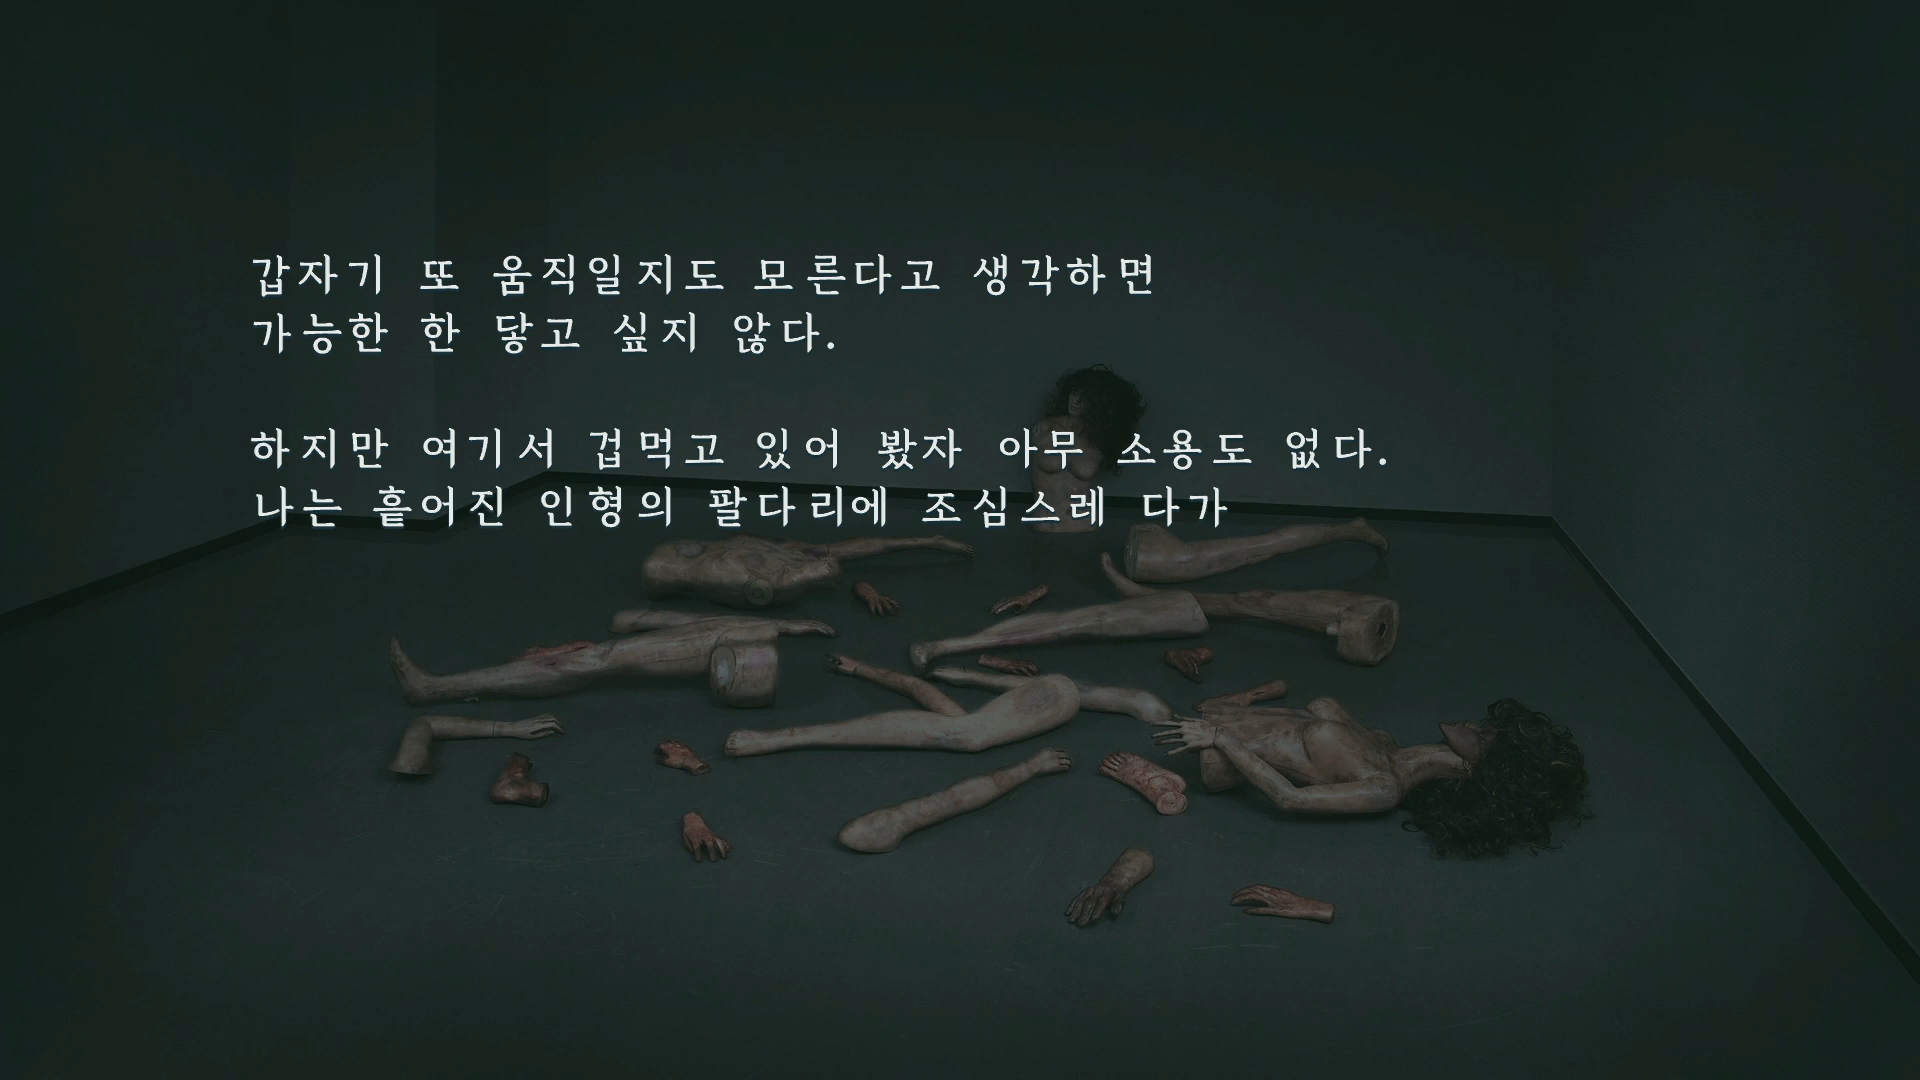 갑자기 또 움직일지도 모른다고 생각하면
가능한 한 닿고 싶지 않다.
하지만 여기서 겁먹고 있어 봤자 아무 소용도 없다.
나는 흩어진 인형의 팔다리에 조심스레 다가